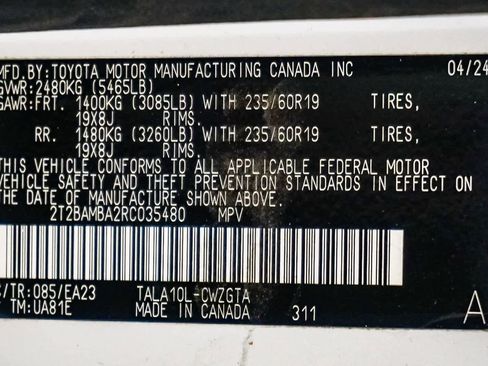 MFD.BY:TOYOTA MOTOR MANUFACTURING CANADA INC 04/24
GVWR:2480KG (5465LB)
GAWR:FRT. 1400KG (3085LB) WITH 235/60R19 TIRES,
19X8J RIMS.
RR. 1480KG (3260LB) WITH 235/60R19 TIRES,
19X8J RIMS.
THIS VEHICLE CONFORMS TO ALL APPLICABLE FEDERAL MOTOR
VEHICLE SAFETY AND THEFT PREVENTION STANDARDS IN EFFECT ON
THE DATE OF MANUFACTURE SHOWN ABOVE.
2T2BAMBA2RC035480 MPV
C/TR:085/EA23 TALA10L-CWZGTA
TM:UA81E MADE IN CANADA 311 A